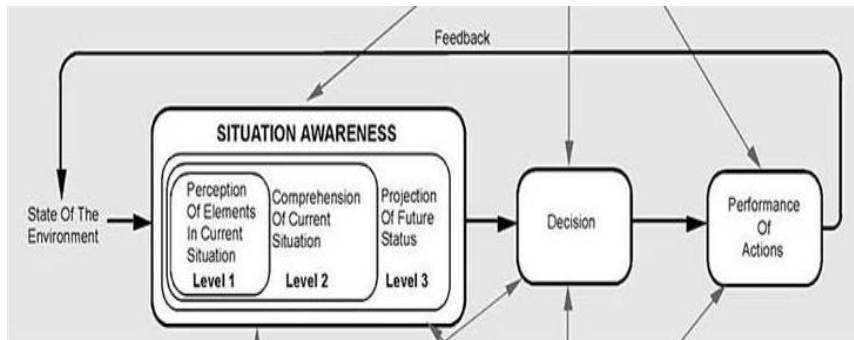 Feedback
SITUATION AWARENESS
State Of The
Environment
Perception
Of Elements
In Current
Situation
Level 1
Comprehension
Of Current
Situation
Level 2
Projection
Of Future
Status
Level 3
Decision
Performance
Of
Actions